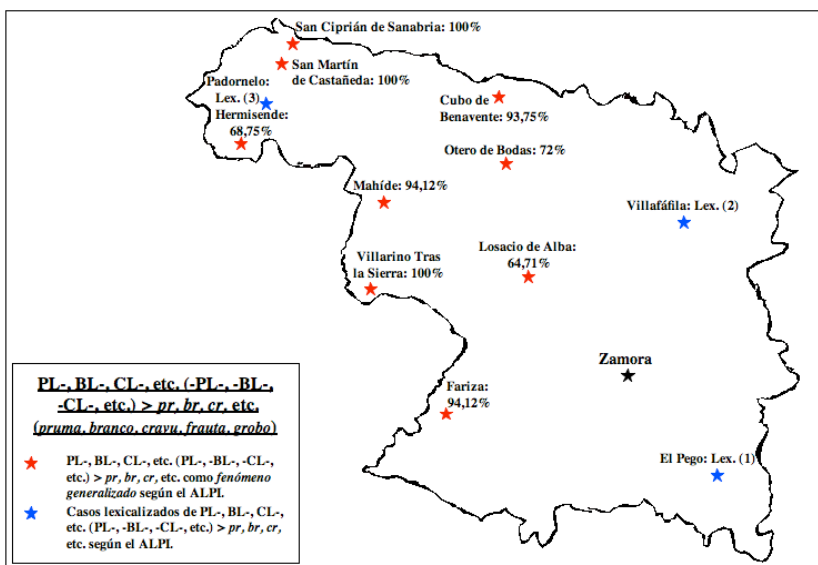 San Ciprián de Sanabria: 100%
San Martín
de Castañeda: 100%
Padornelo:
Lex. (3)
Hermisende:
68,75%
Cubo de
Benavente: 93,75%
Otero de Bodas: 72%
Mahíde: 94,12%
Villafáfila: Lex. (2)
Villarino Tras
la Sierra: 100%
Losacio de Alba:
64,71%
Zamora
Fariza:
94,12%
El Pego: Lex. (1)
PL-, BL-, CL-, etc. (-PL-, -BL-,
-CL-, etc.) > pr, br, cr, etc.
(pruma, branco, cravu, frauta, grobo)
PL-, BL-, CL-, etc. (PL-, -BL-, -CL-,
etc.) > pr, br, cr, etc. como fenómeno
generalizado según el ALPI.
Casos lexicalizados de PL-, BL-, CL-,
etc. (PL-, -BL-, -CL-, etc.) > pr, br, cr,
etc. según el ALPI.